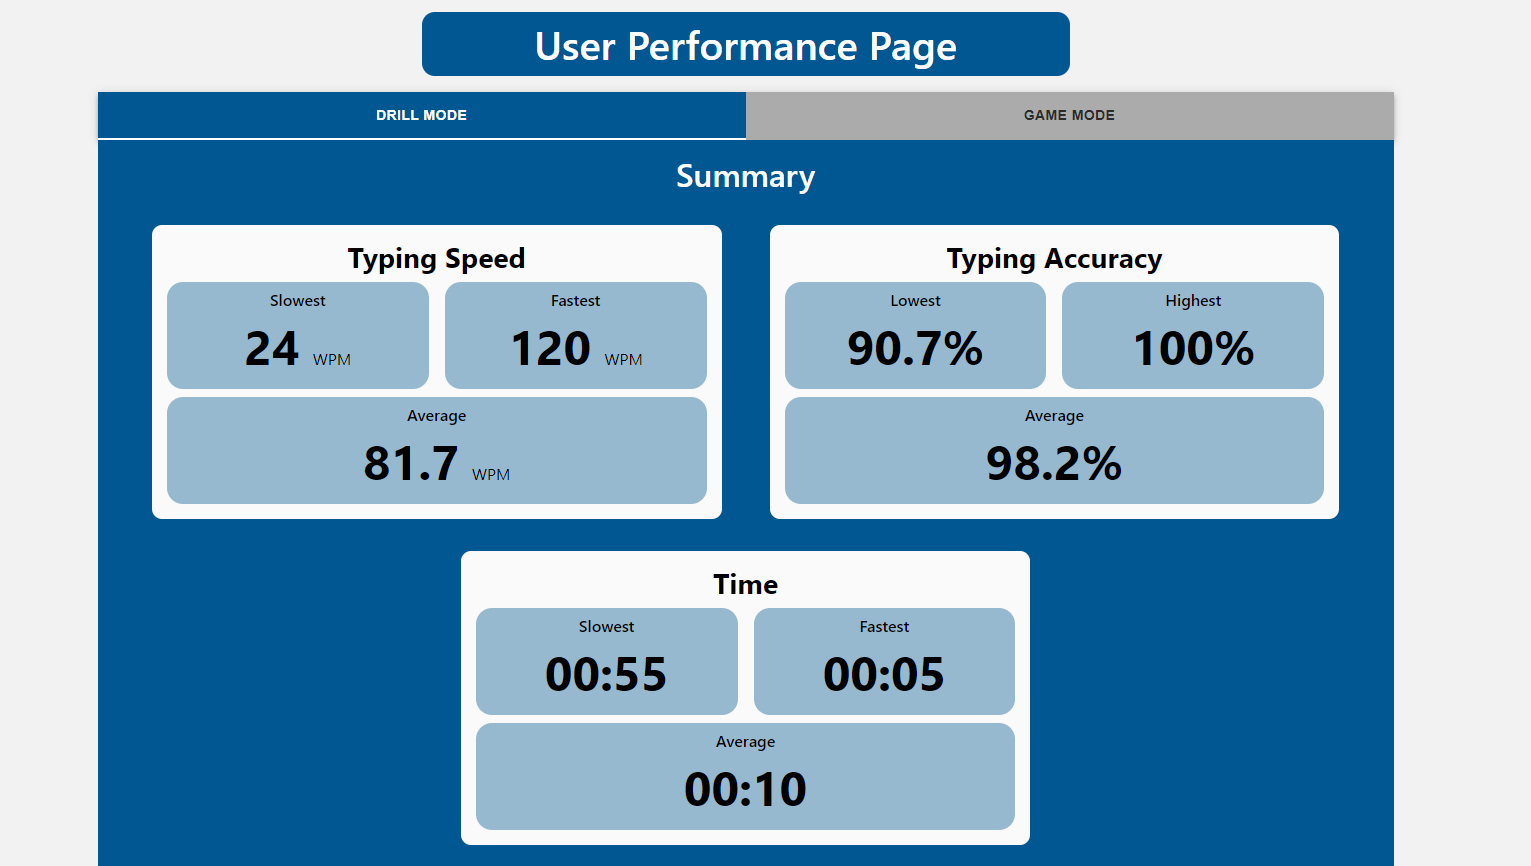 User Performance Page
DRILL MODE
GAME MODE
Summary
Typing Speed
Slowest
24 WPM
Fastest
120 WPM
Average
81.7 WPM
Typing Accuracy
Lowest
90.7%
Highest
100%
Average
98.2%
Time
Slowest
00:55
Fastest
00:05
Average
00:10